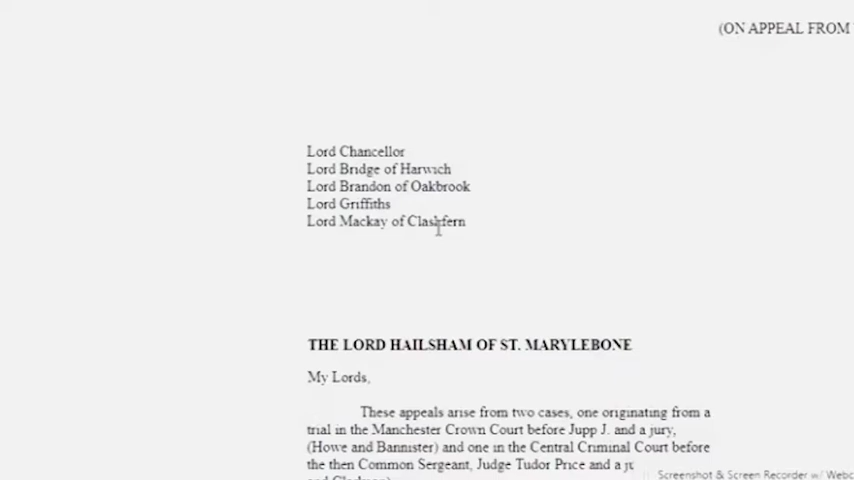 (ON APPEAL FROM
Lord Chancellor
Lord Bridge of Harwich
Lord Brandon of Oakbrook
Lord Griffiths
Lord Mackay of Clashfern
THE LORD HAILSHAM OF ST. MARYLEBONE
My Lords,
These appeals arise from two cases, one originating from a
trial in the Manchester Crown Court before Jupp J. and a jury,
(Howe and Bannister) and one in the Central Criminal Court before
the then Common Sergeant, Judge Tudor Price and a
Screenshot & Screen Recorder w/ Webc